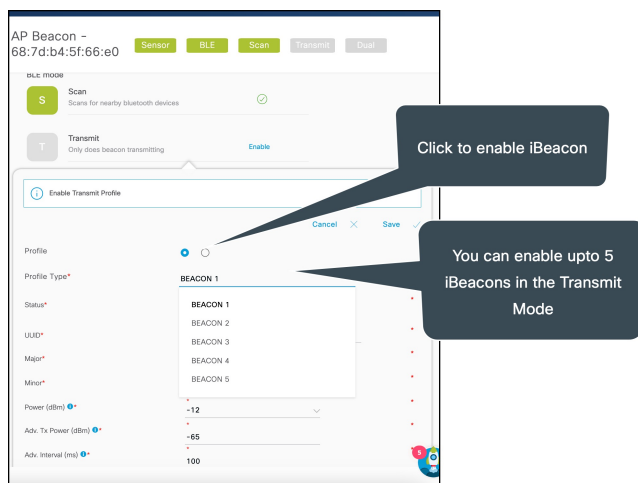 AP Beacon -
68:7d:b4:5f:66:e0
Sensor BLE Scan Transmit Dual
BLE mode
S
Scan
Scans for nearby bluetooth devices
T
Transmit
Only does beacon transmitting
Enable
Click to enable iBeacon
i Enable Transmit Profile
Cancel Save
Profile
You can enable upto 5
iBeacons in the Transmit
Mode
Profile Type*
BEACON 1
Status*
BEACON 1
BEACON 2
UUID*
BEACON 3
Major*
BEACON 4
Minor*
BEACON 5
Power (dBm) i *
-12
Adv. Tx Power (dBm) i *
-65
Adv. Interval (ms) i *
100
5